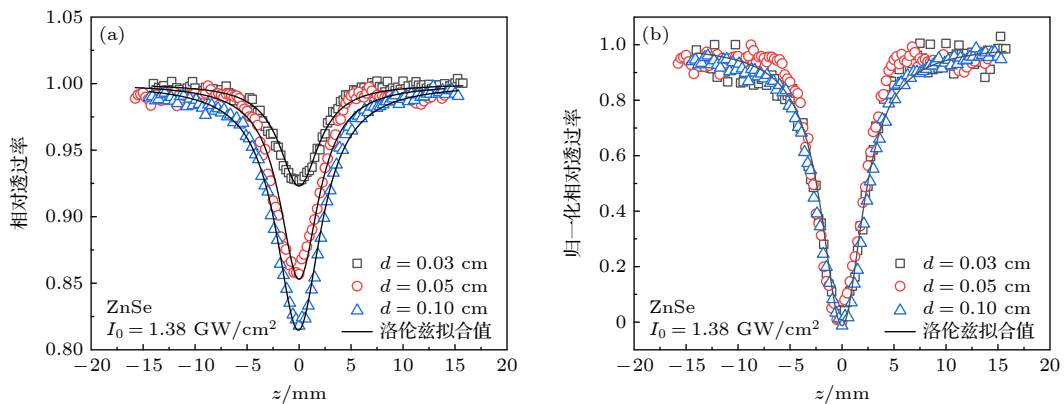 (a)
1.05
1.00
0.95
0.90
0.85
0.80
相对透过率
ZnSe
I₀ = 1.38 GW/cm²
d = 0.03 cm
d = 0.05 cm
d = 0.10 cm
洛伦兹拟合值
−20 −15 −10 −5 0 5 10 15 20
z/mm
(b)
1.0
0.8
0.6
0.4
0.2
0
归一化相对透过率
ZnSe
I₀ = 1.38 GW/cm²
d = 0.03 cm
d = 0.05 cm
d = 0.10 cm
洛伦兹拟合值
−20 −15 −10 −5 0 5 10 15 20
z/mm